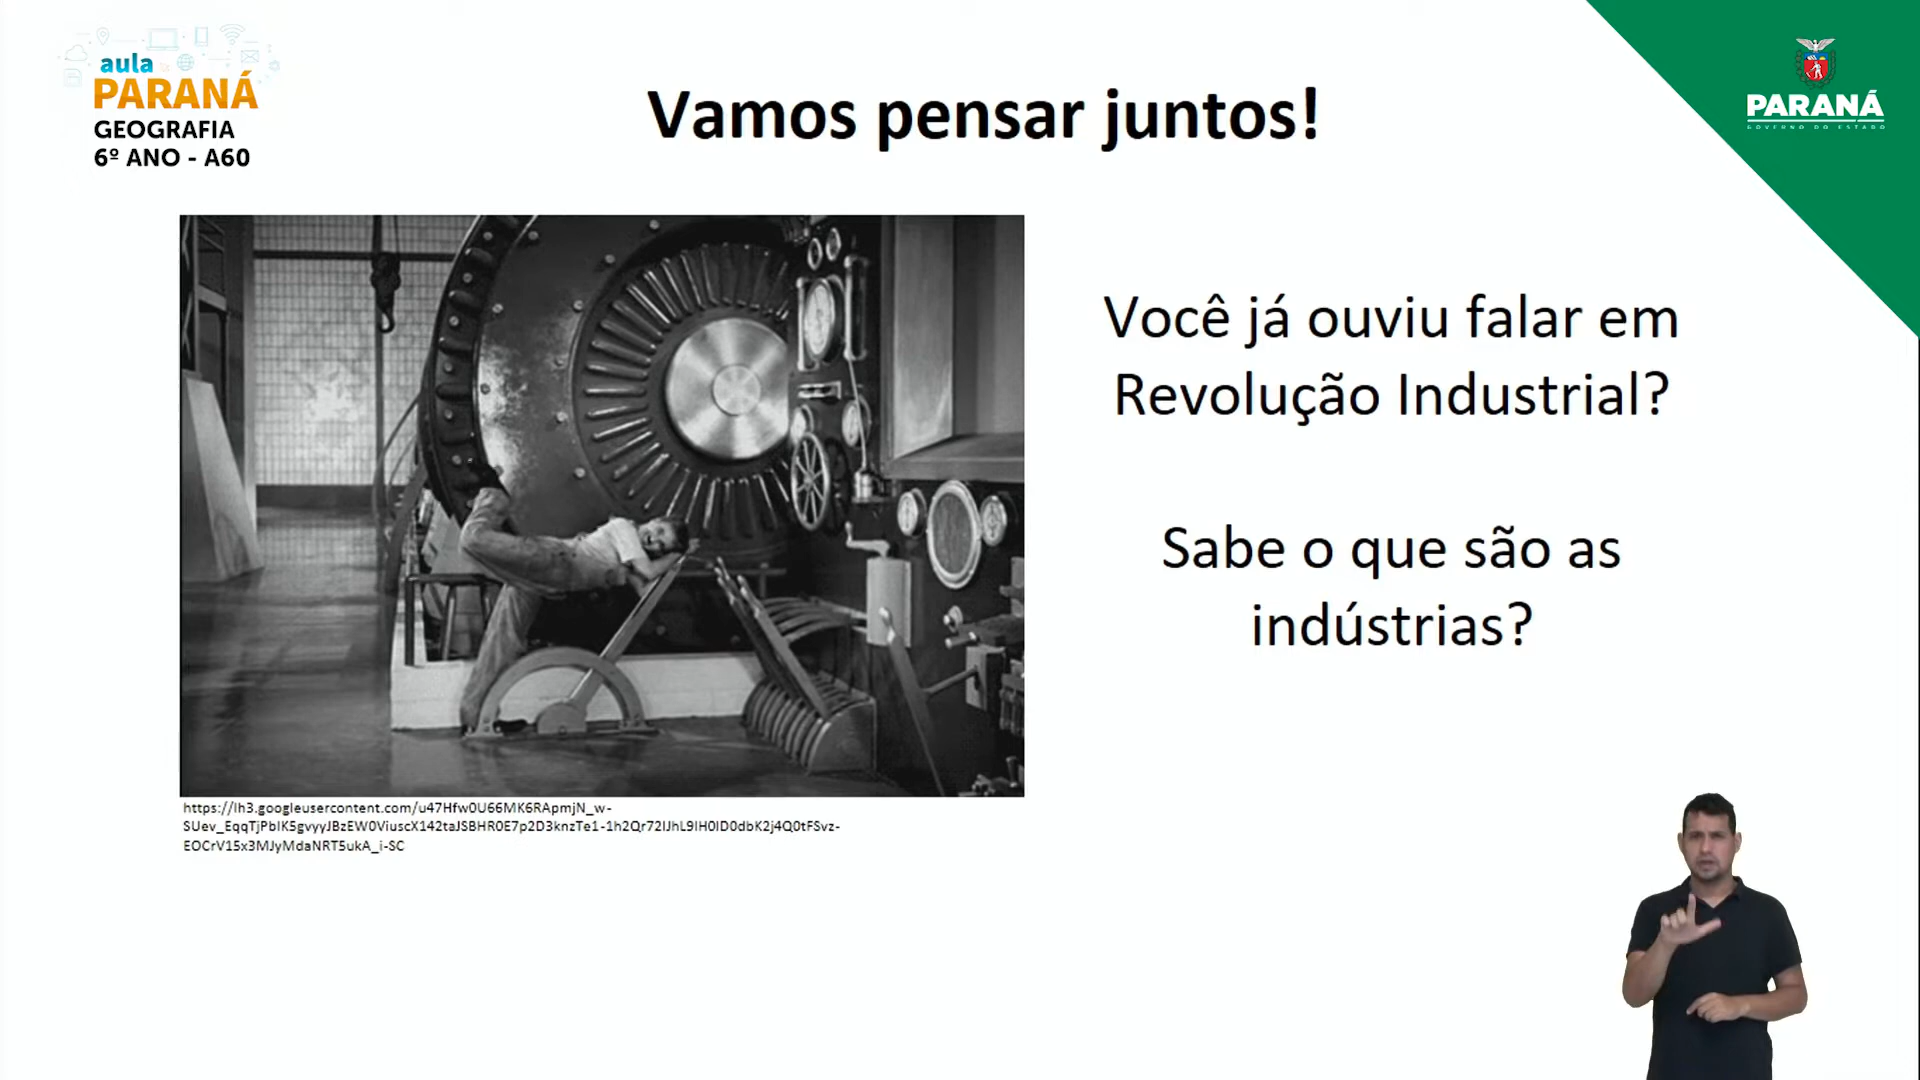 aula
PARANÁ
GEOGRAFIA
6º ANO - A60
Vamos pensar juntos!
PARANÁ
GOVERNO DO ESTADO
Você já ouviu falar em
Revolução Industrial?
Sabe o que são as
indústrias?
https://lh3.googleusercontent.com/u47Hfw0U66MK6RApmjN_w-
SUev_EqqTjPbIK5gvyyJBzEW0ViuscX142taJSBHR0E7p2D3knzTe1-1h2Qr72IJhL9IH0ID0dbK2j4Q0tFSvz-
EOCrV15x3MJyMdaNRT5ukA_i-SC